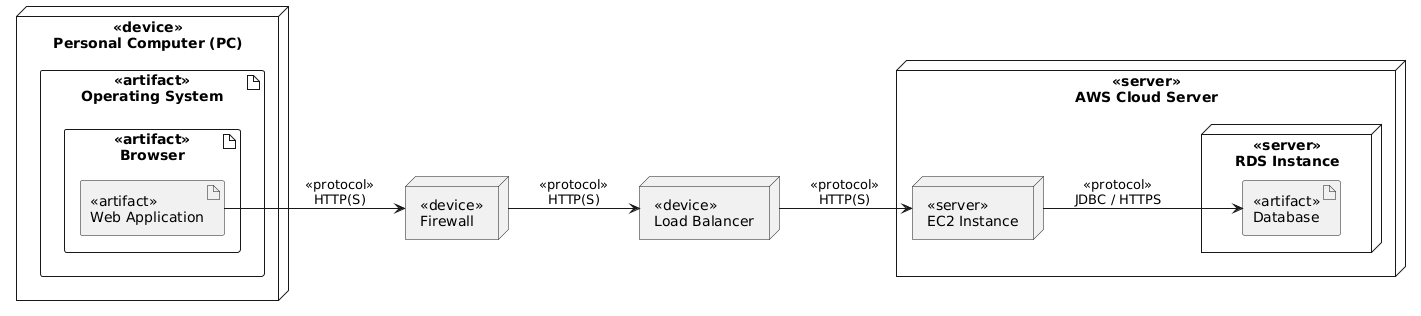 «device»
Personal Computer (PC)
«artifact»
Operating System
«artifact»
Browser
«artifact»
Web Application
«protocol»
HTTP(S)
«device»
Firewall
«protocol»
HTTP(S)
«device»
Load Balancer
«protocol»
HTTP(S)
«server»
AWS Cloud Server
«server»
EC2 Instance
«protocol»
JDBC / HTTPS
«server»
RDS Instance
«artifact»
Database